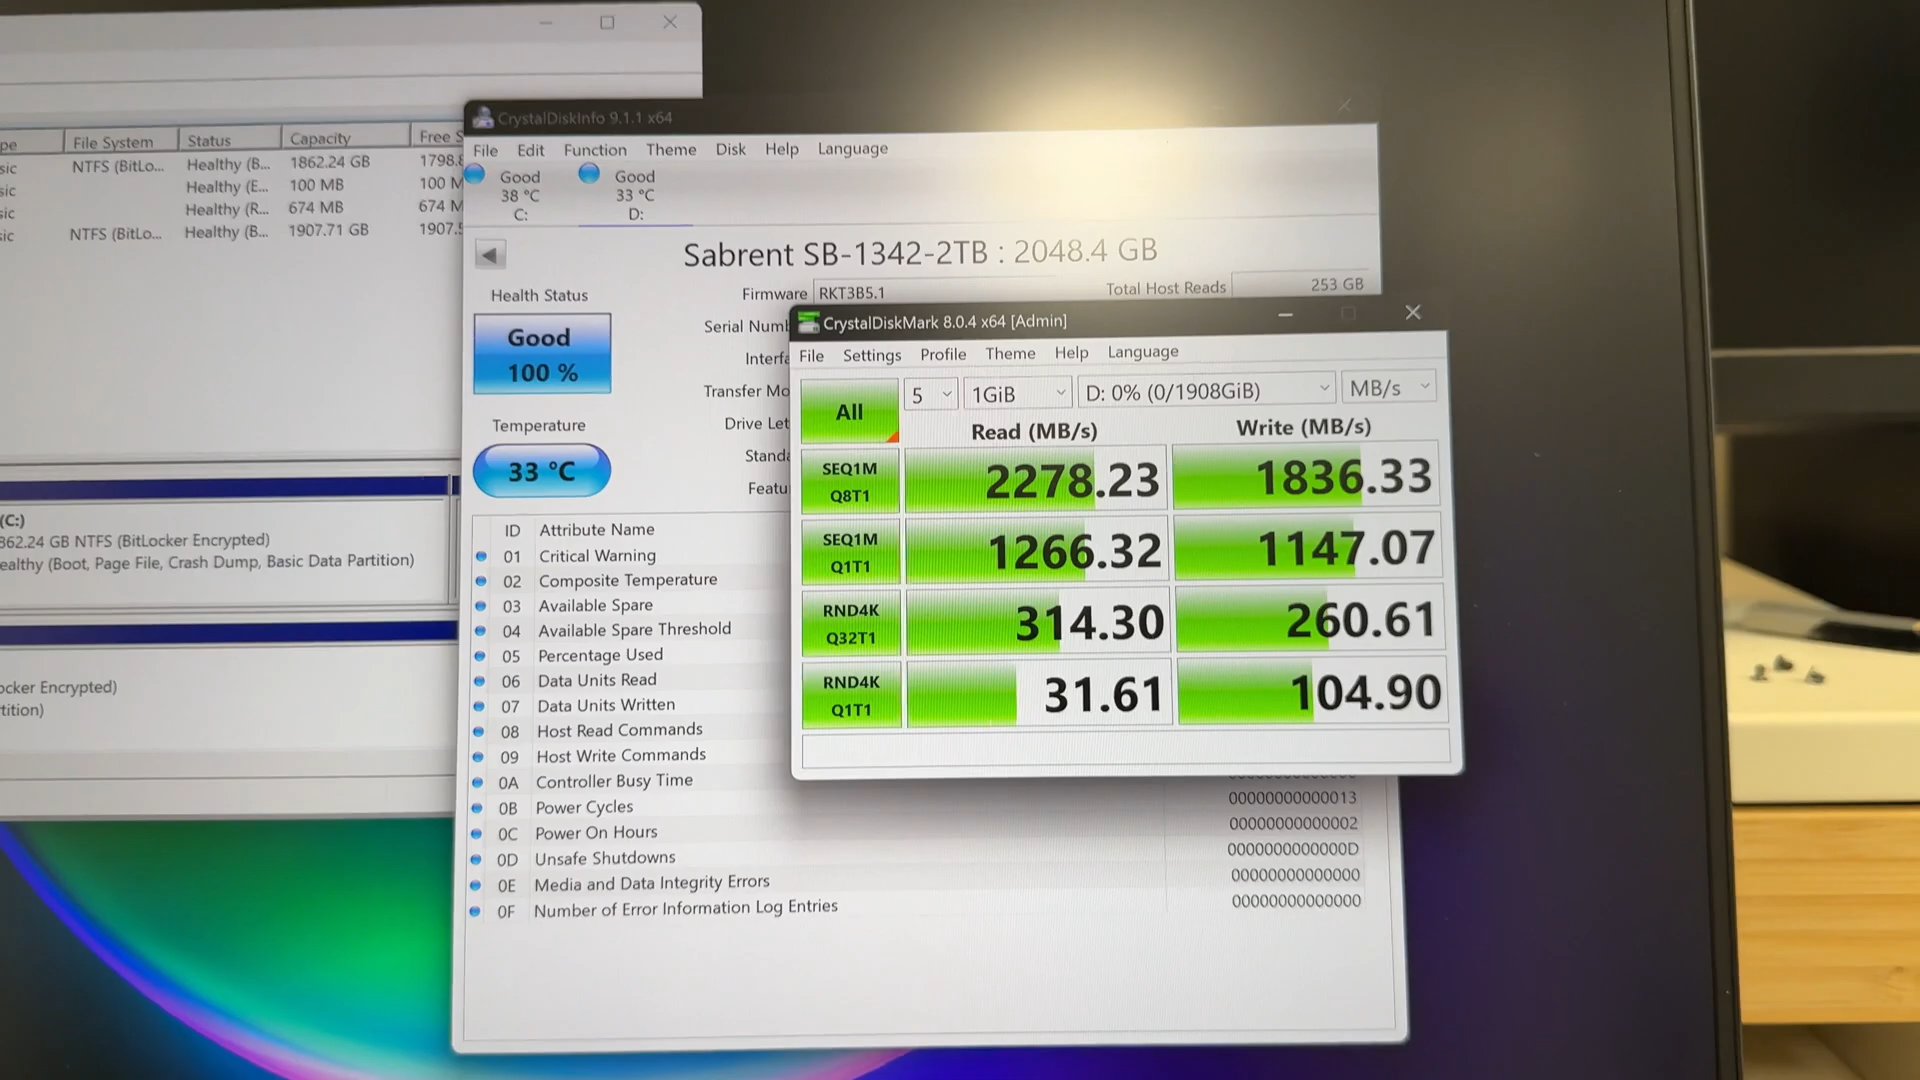 pe File System Status Capacity Free S
sic NTFS (BitLo... Healthy (B... 1862.24 GB 1798.8
sic Healthy (E... 100 MB 100 M
sic Healthy (R... 674 MB 674 M
sic NTFS (BitLo... Healthy (B... 1907.71 GB 1907.5
(C:)
862.24 GB NTFS (BitLocker Encrypted)
ealthy (Boot, Page File, Crash Dump, Basic Data Partition)
ocker Encrypted)
tition)
CrystalDiskInfo 9.1.1 x64
File Edit Function Theme Disk Help Language
Good Good
38 °C 33 °C
C: D:
Sabrent SB-1342-2TB : 2048.4 GB
Health Status
Good
100 %
Temperature
33 °C
Firmware RKT3B5.1 Total Host Reads 253 GB
Serial Numb
Interfa
Transfer Mo
Drive Let
Standa
Featu
ID Attribute Name
01 Critical Warning
02 Composite Temperature
03 Available Spare
04 Available Spare Threshold
05 Percentage Used
06 Data Units Read
07 Data Units Written
08 Host Read Commands
09 Host Write Commands
0A Controller Busy Time
0B Power Cycles 00000000000013
0C Power On Hours 00000000000002
0D Unsafe Shutdowns 0000000000000D
0E Media and Data Integrity Errors 00000000000000
0F Number of Error Information Log Entries 00000000000000
CrystalDiskMark 8.0.4 x64 [Admin]
File Settings Profile Theme Help Language
All 5 1GiB D: 0% (0/1908GiB) MB/s
Read (MB/s) Write (MB/s)
SEQ1M
Q8T1 2278.23 1836.33
SEQ1M
Q1T1 1266.32 1147.07
RND4K
Q32T1 314.30 260.61
RND4K
Q1T1 31.61 104.90